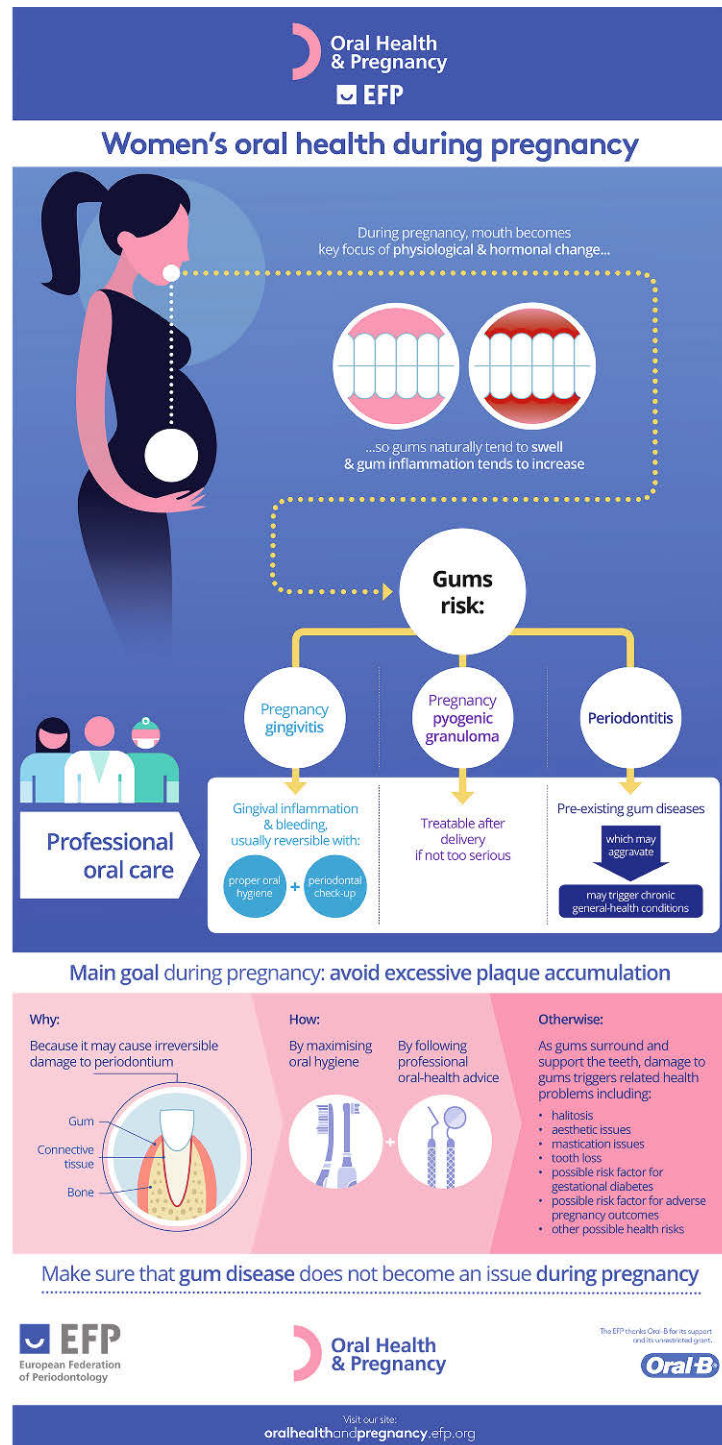 Oral Health
& Pregnancy
EFP
Women's oral health during pregnancy
During pregnancy, mouth becomes
key focus of physiological & hormonal change...
...so gums naturally tend to swell
& gum inflammation tends to increase
Gums
risk:
Pregnancy
gingivitis
Pregnancy
pyogenic
granuloma
Periodontitis
Professional
oral care
Gingival inflammation
& bleeding,
usually reversible with:
proper oral
hygiene
+
periodontal
check-up
Treatable after
delivery
if not too serious
Pre-existing gum diseases
which may
aggravate
may trigger chronic
general-health conditions
Main goal during pregnancy: avoid excessive plaque accumulation
Why:
Because it may cause irreversible
damage to periodontium
Gum
Connective
tissue
Bone
How:
By maximising
oral hygiene
+
By following
professional
oral-health advice
Otherwise:
As gums surround and
support the teeth, damage to
gums triggers related health
problems including:
• halitosis
• aesthetic issues
• mastication issues
• tooth loss
• possible risk factor for
gestational diabetes
• possible risk factor for adverse
pregnancy outcomes
• other possible health risks
Make sure that gum disease does not become an issue during pregnancy
EFP
European Federation
of Periodontology
Oral Health
& Pregnancy
The EFP thanks Oral-B for its support
and its unrestricted grant.
Oral-B
Visit our site:
oralhealthandpregnancy.efp.org